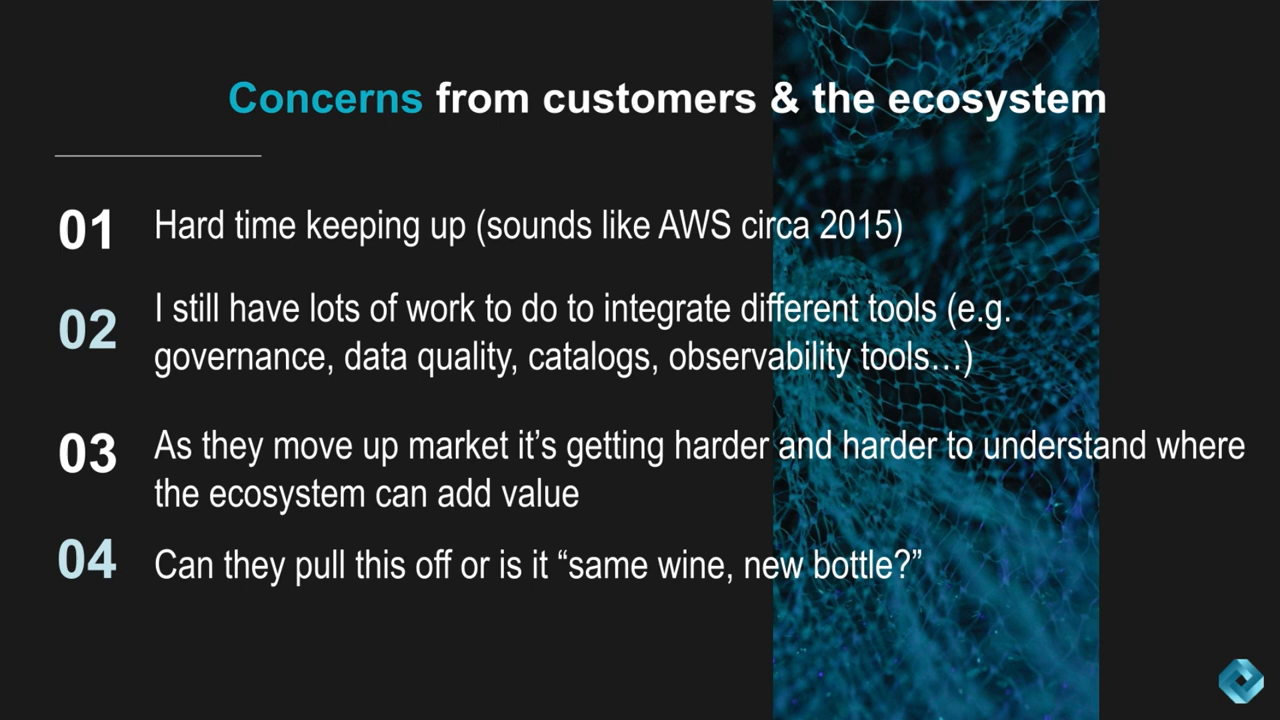 Concerns from customers & the ecosystem
01 Hard time keeping up (sounds like AWS circa 2015)
02 I still have lots of work to do to integrate different tools (e.g.
governance, data quality, catalogs, observability tools…)
03 As they move up market it’s getting harder and harder to understand where
the ecosystem can add value
04 Can they pull this off or is it “same wine, new bottle?”